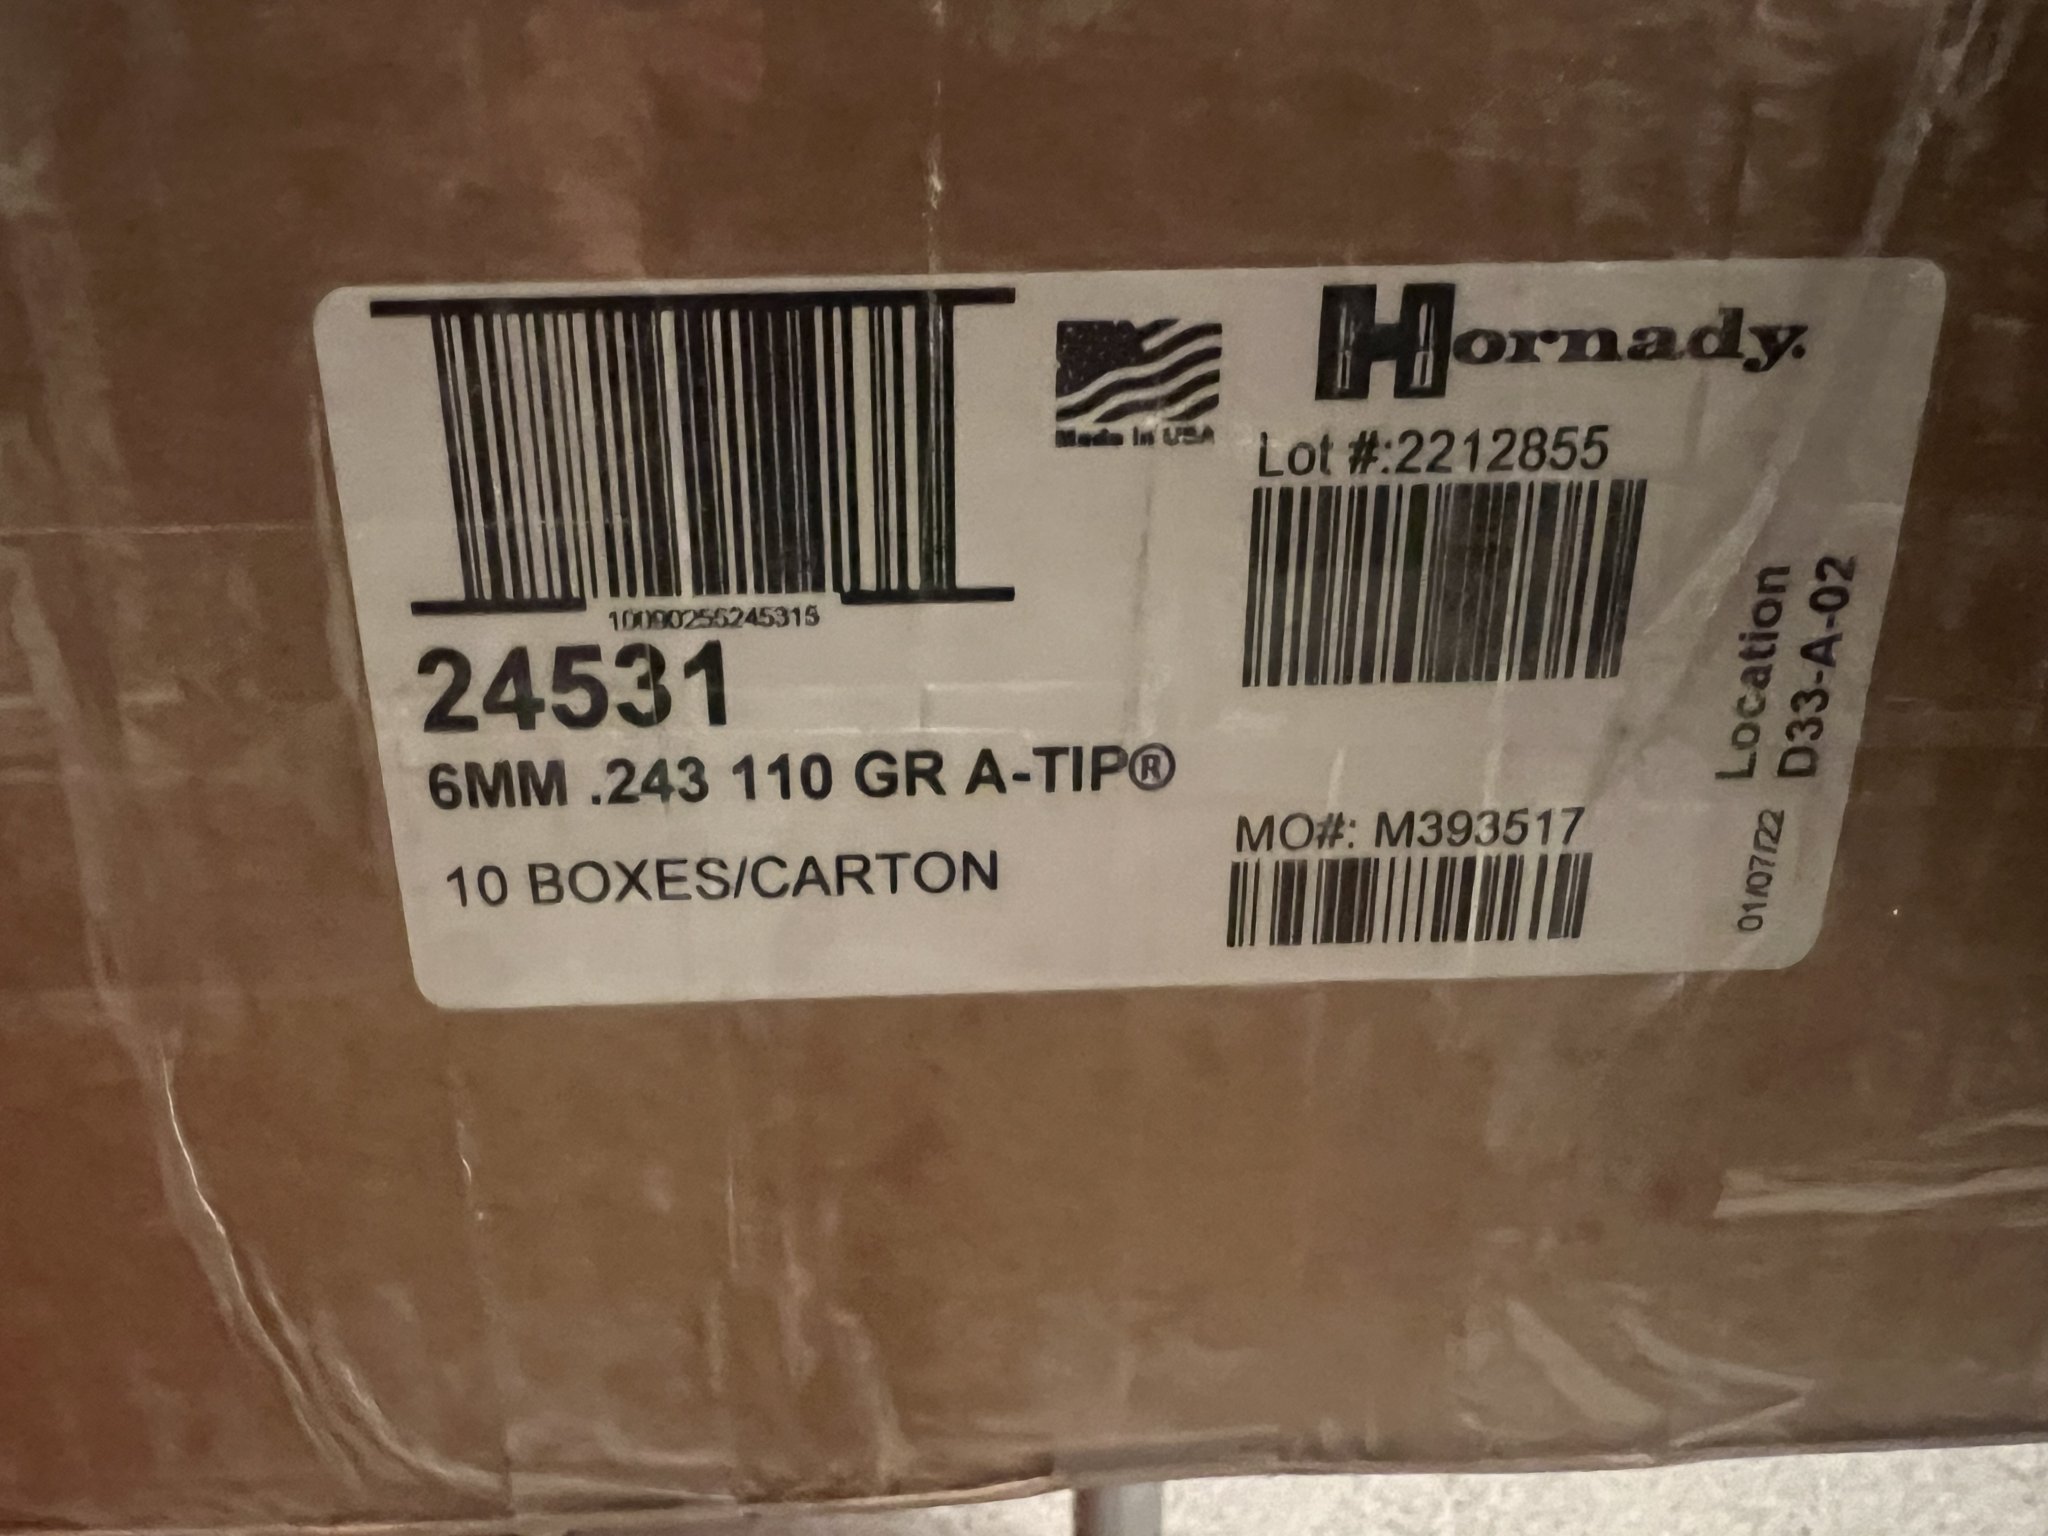 10090255245315
24531
6MM .243 110 GR A-TIP®
10 BOXES/CARTON
Made in USA
Hornady.
Lot #:2212855
MO#: M393517
Location
D33-A-02
01/07/22